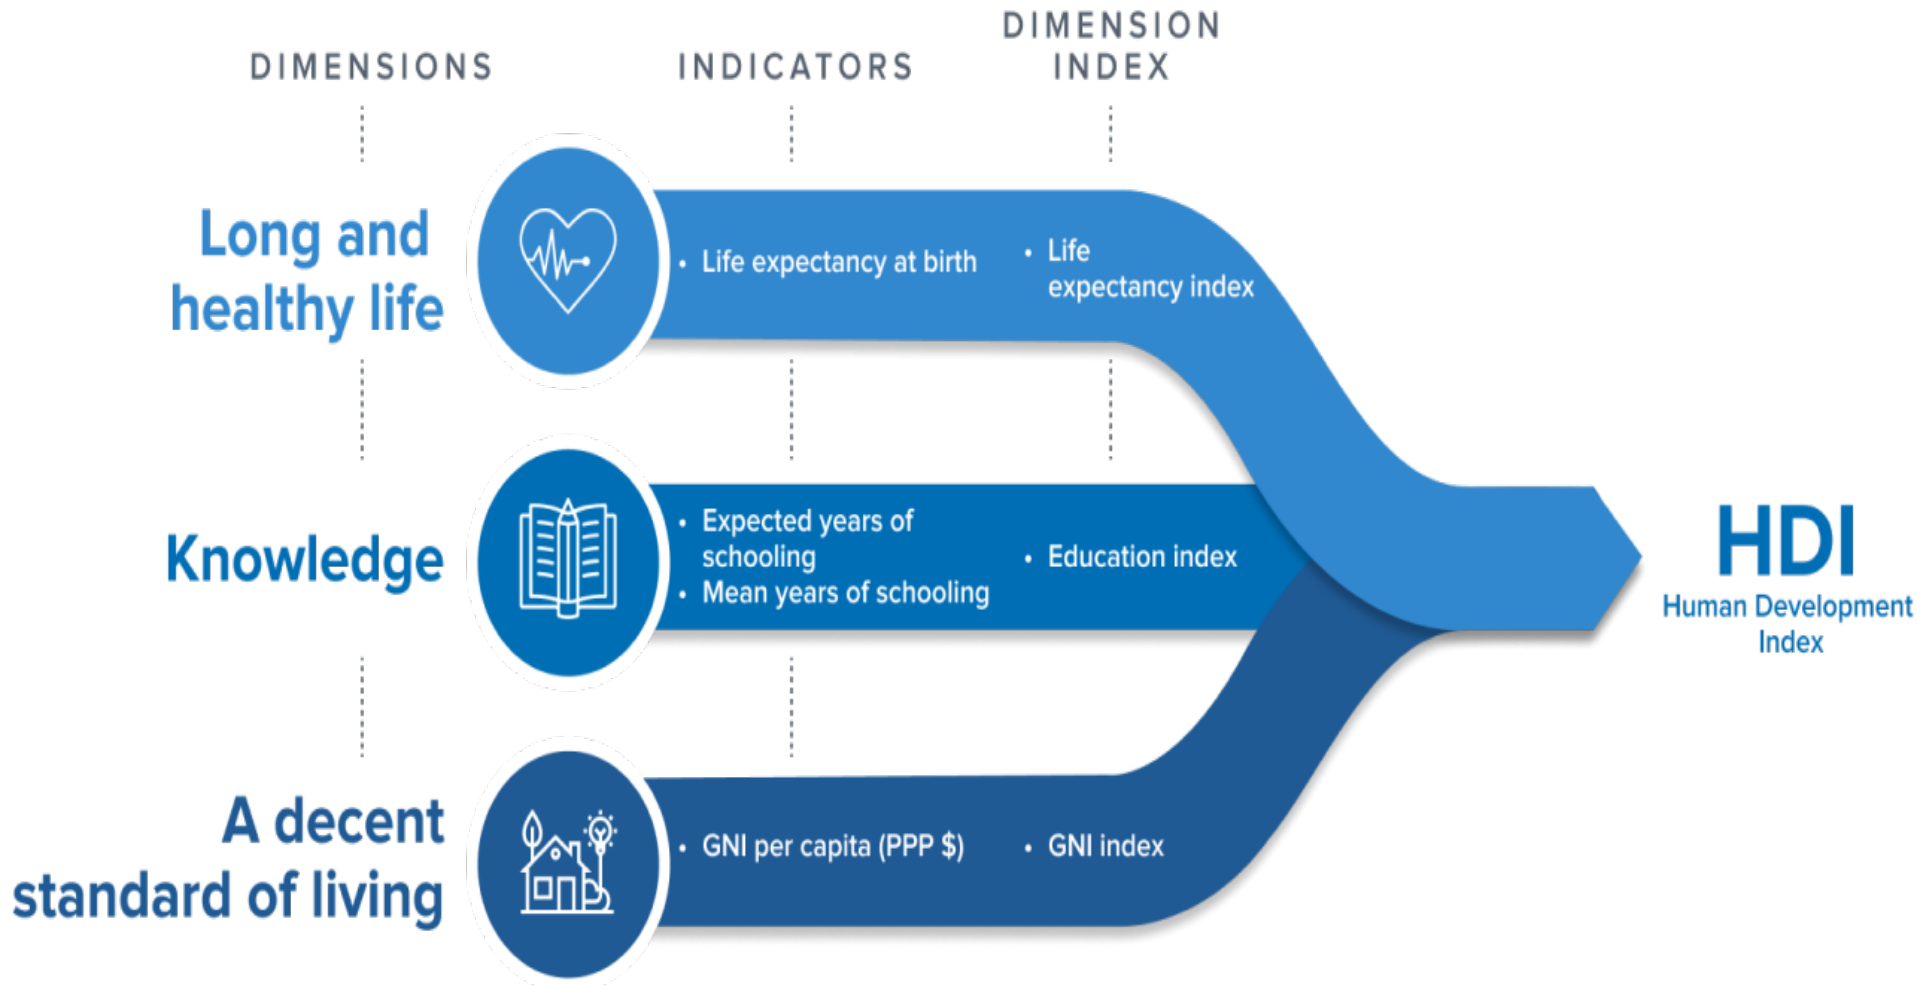 DIMENSIONS
INDICATORS
DIMENSION
INDEX
Long and
healthy life
• Life expectancy at birth
• Life
expectancy index
Knowledge
• Expected years of
schooling
• Mean years of schooling
• Education index
A decent
standard of living
• GNI per capita (PPP $)
• GNI index
HDI
Human Development
Index